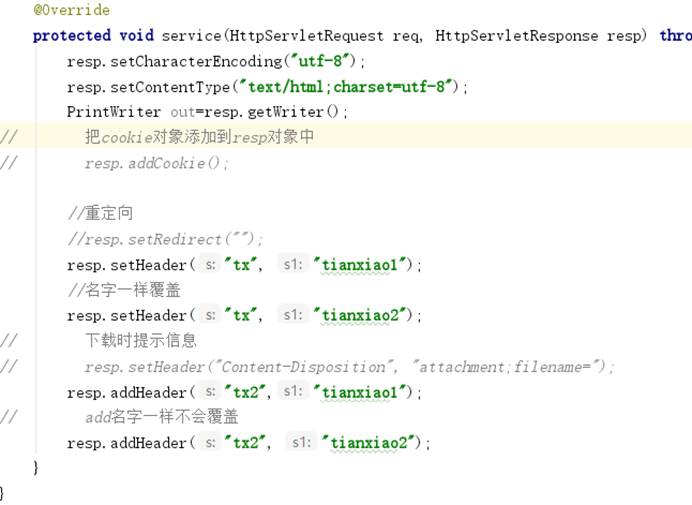 @Override
protected void service(HttpServletRequest req, HttpServletResponse resp) thro
resp.setCharacterEncoding("utf-8");
resp.setContentType("text/html;charset=utf-8");
PrintWriter out=resp.getWriter();
// 把cookie对象添加到resp对象中
// resp.addCookie();
//重定向
//resp.setRedirect("");
resp.setHeader( s: "tx", s1: "tianxiao1");
//名字一样覆盖
resp.setHeader( s: "tx", s1: "tianxiao2");
// 下载时提示信息
// resp.setHeader("Content-Disposition", "attachment;filename=");
resp.addHeader( s: "tx2", s1: "tianxiao1");
// add名字一样不会覆盖
resp.addHeader( s: "tx2", s1: "tianxiao2");
}
}